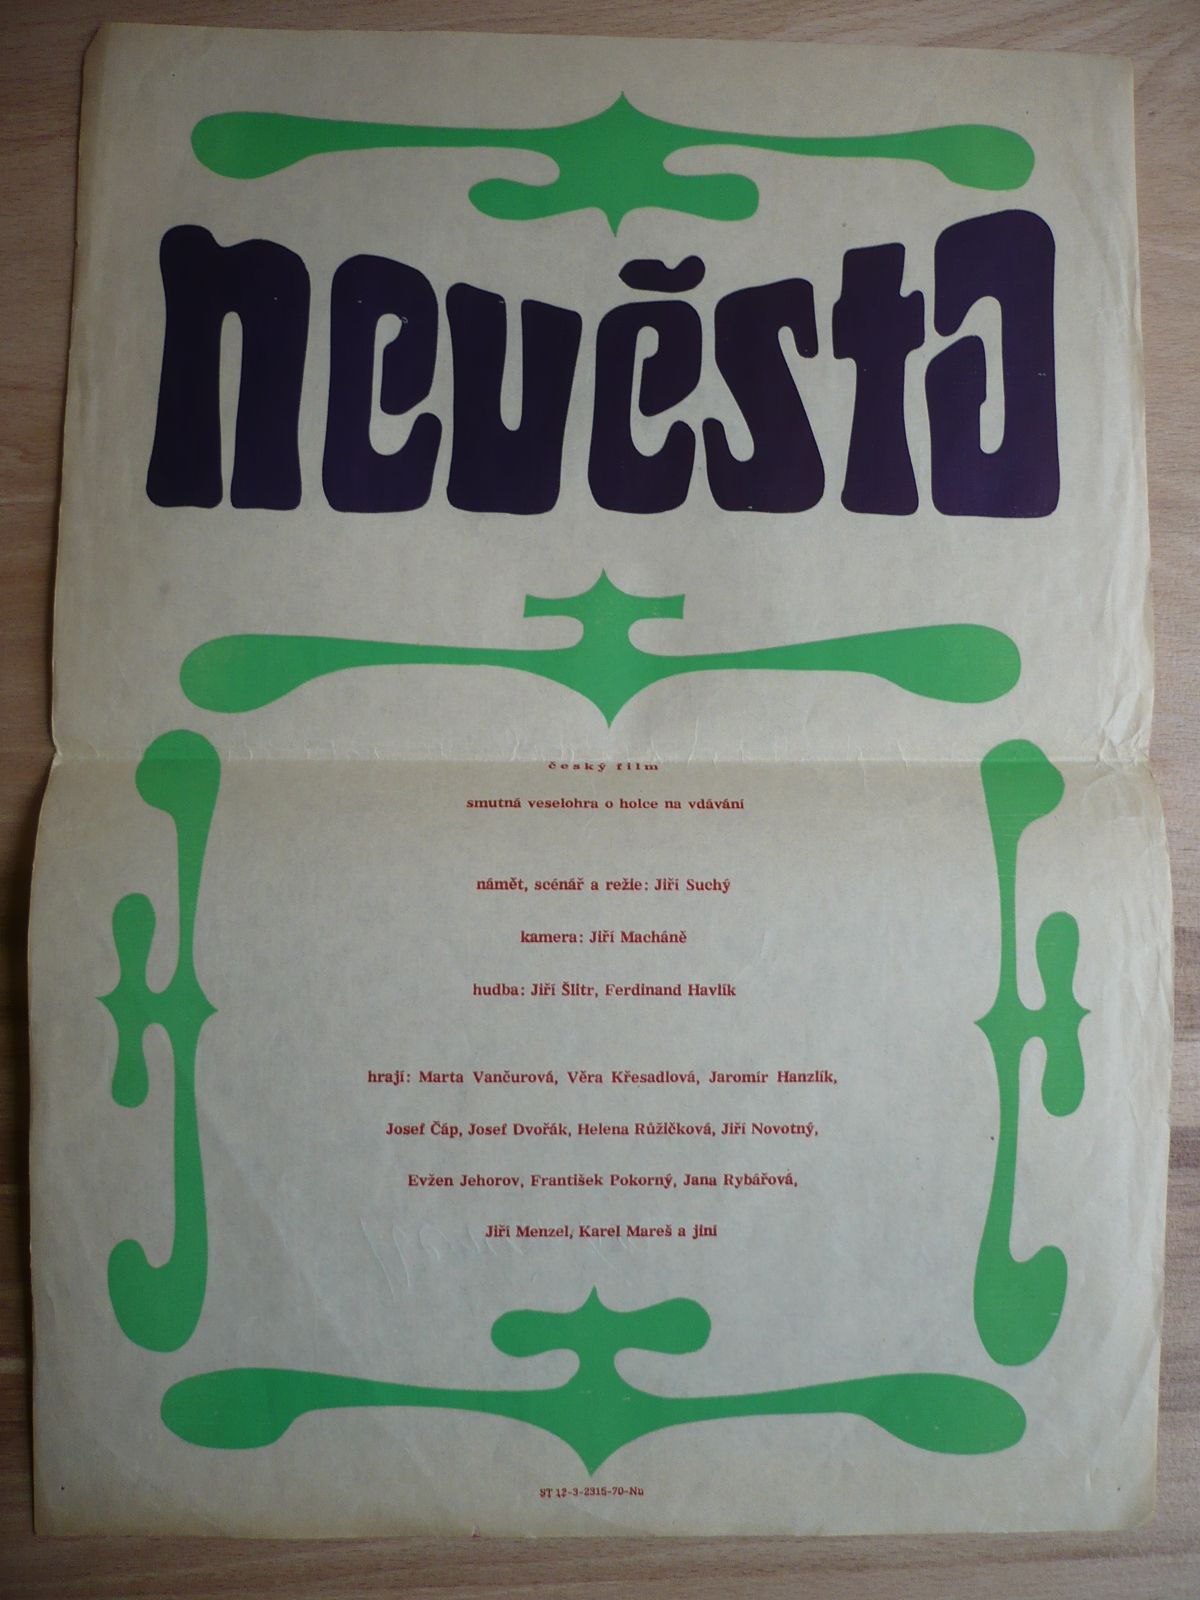 nevěsta
český film
smutná veselohra o holce na vdávání
námět, scénář a režie: Jiří Suchý
kamera: Jiří Macháně
hudba: Jiří Šlitr, Ferdinand Havlík
hrají: Marta Vančurová, Věra Křesadlová, Jaromír Hanzlík,
Josef Čáp, Josef Dvořák, Helena Růžičková, Jiří Novotný,
Evžen Jehorov, František Pokorný, Jana Rybářová,
Jiří Menzel, Karel Mareš a jiní
ST 12-3-2315-70-Nu